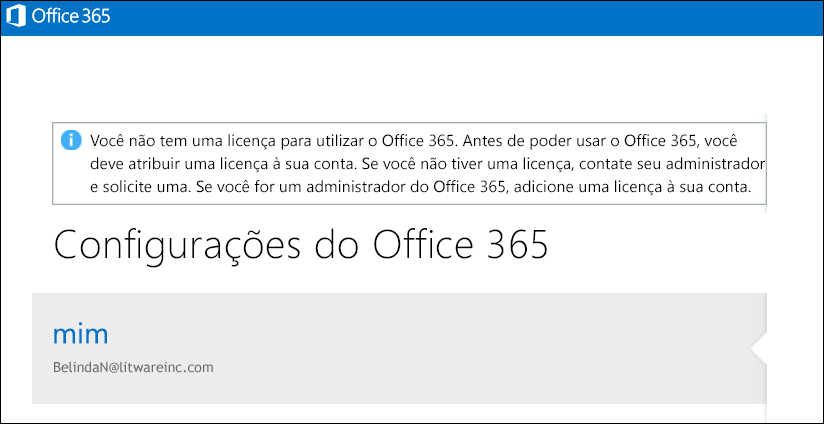 Office 365
Você não tem uma licença para utilizar o Office 365. Antes de poder usar o Office 365, você
deve atribuir uma licença à sua conta. Se você não tiver uma licença, contate seu administrador
e solicite uma. Se você for um administrador do Office 365, adicione uma licença à sua conta.
Configurações do Office 365
mim
BelindaN@litwareinc.com